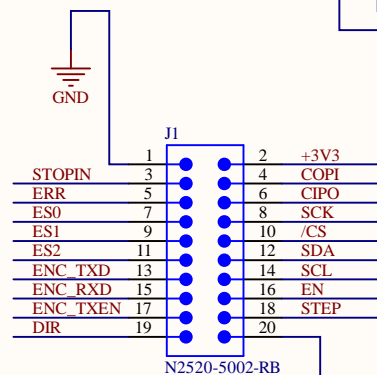 GND
J1
1 2 +3V3
STOPIN 3 4 COPI
ERR 5 6 CIPO
ES0 7 8 SCK
ES1 9 10 /CS
ES2 11 12 SDA
ENC_TXD 13 14 SCL
ENC_RXD 15 16 EN
ENC_TXEN 17 18 STEP
DIR 19 20
N2520-5002-RB